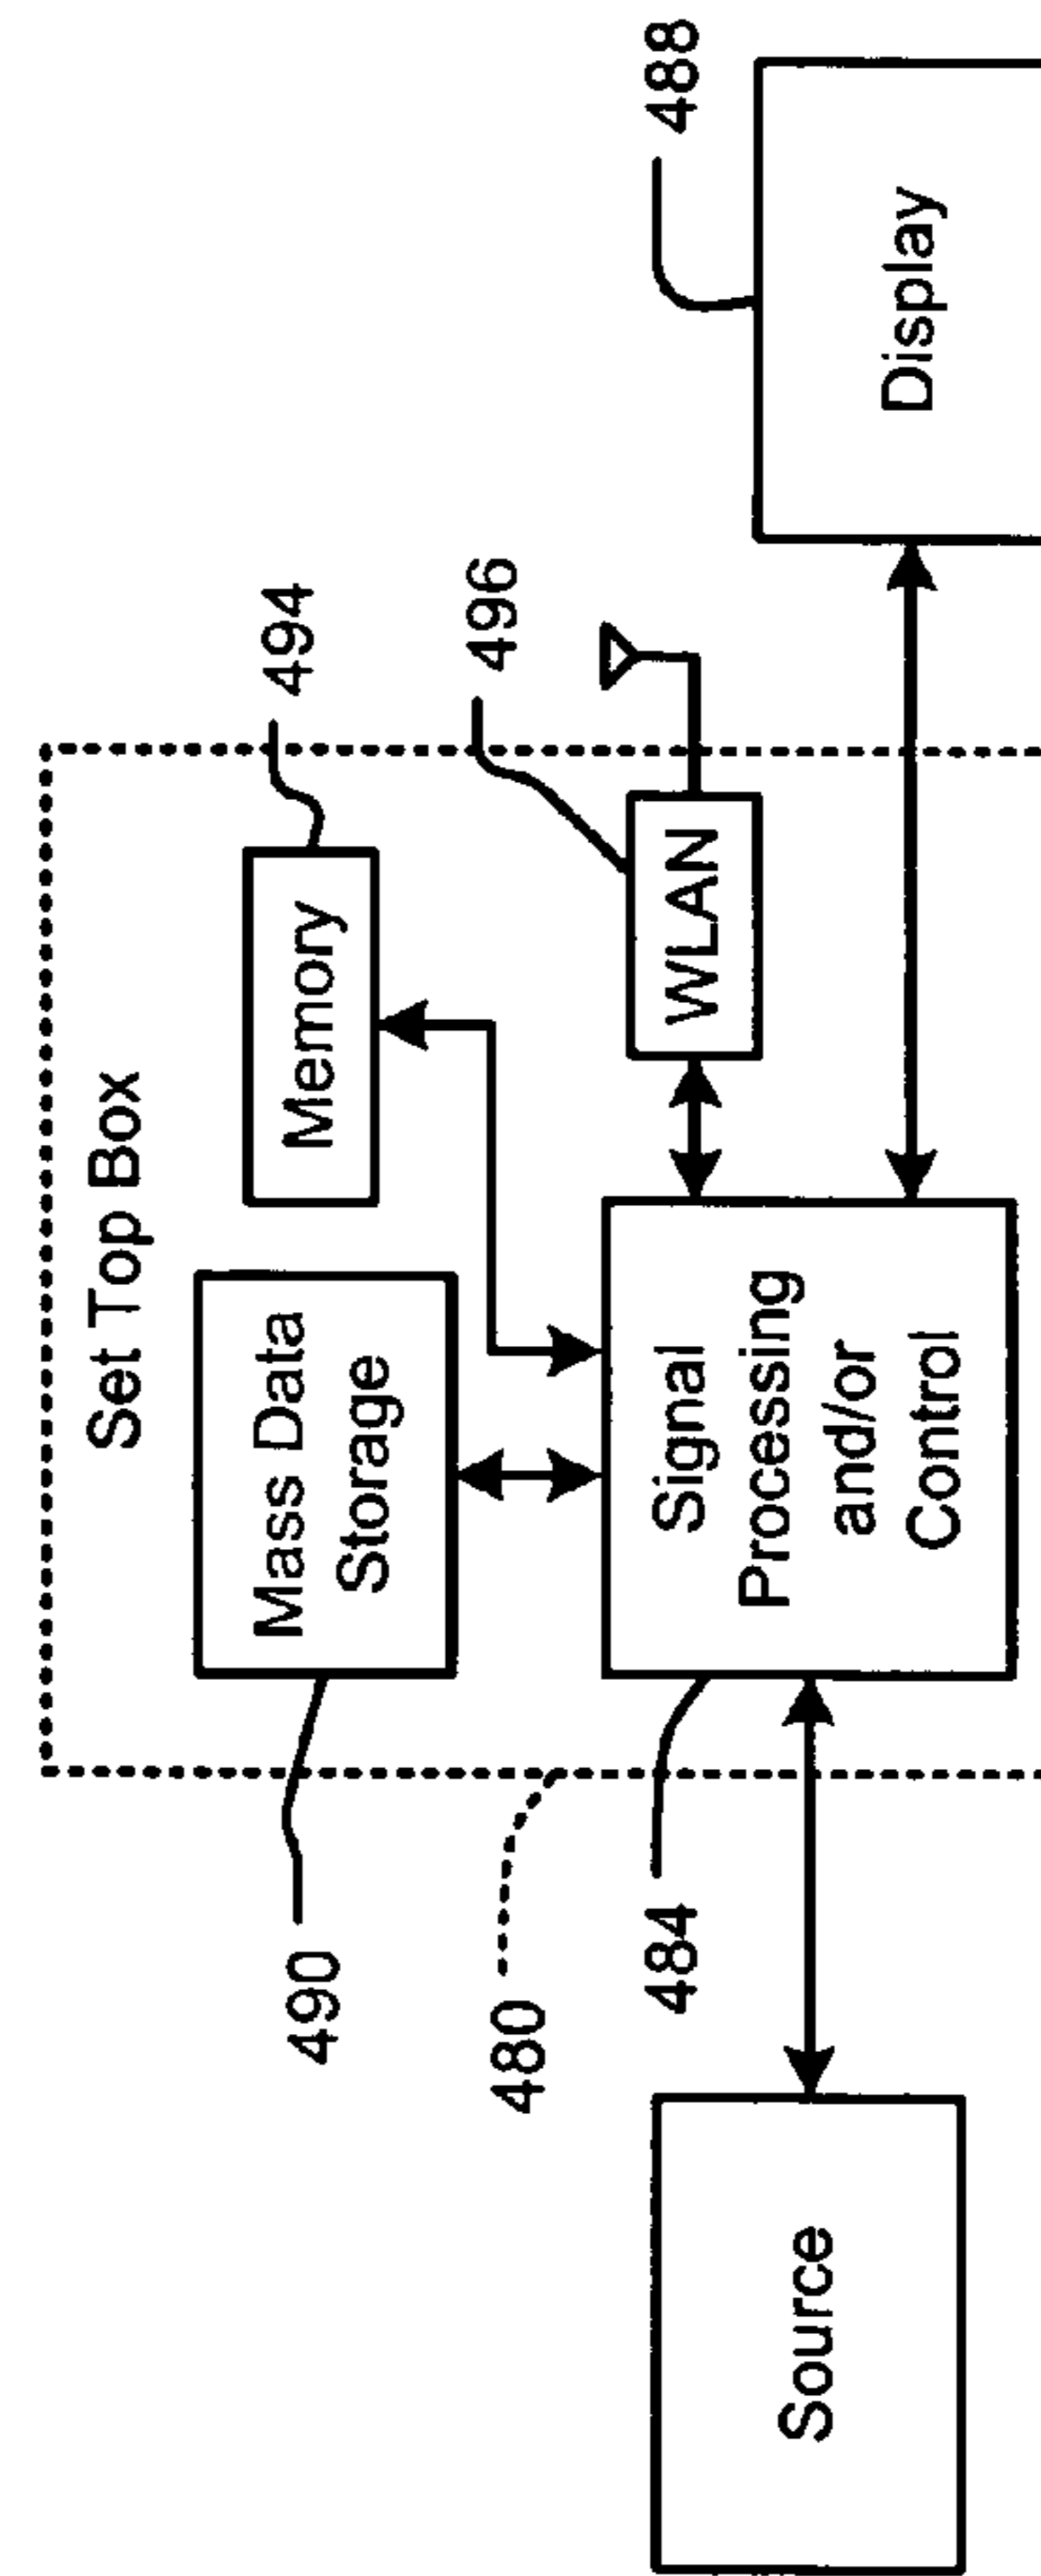 Set Top Box
490
Mass Data
Storage
Memory
494
480
496
484
Signal
Processing
and/or
Control
WLAN
488
Source
Display